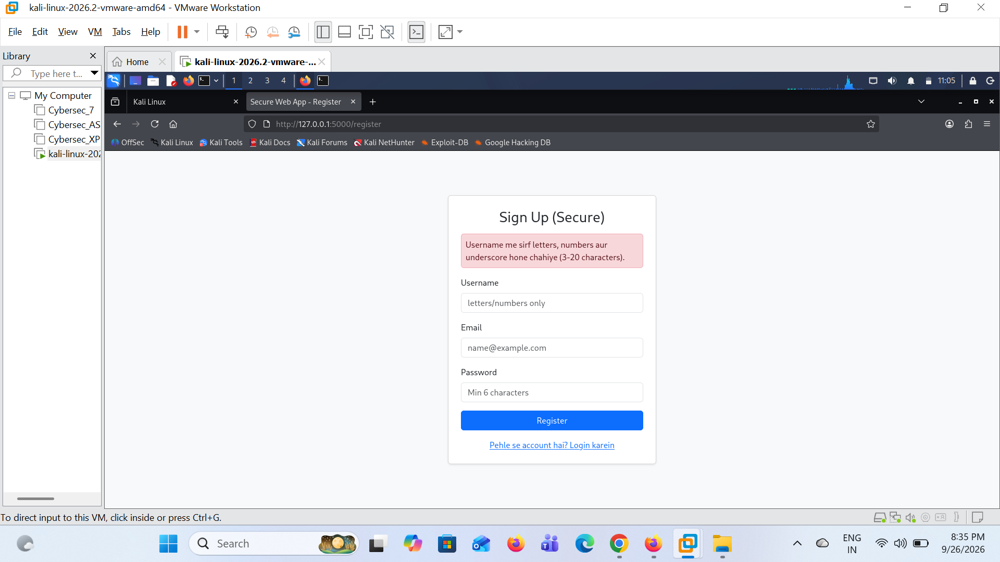 kali-linux-2026.2-vmware-amd64 - VMware Workstation
File Edit View VM Tabs Help
Library
Home
kali-linux-2026.2-vmware-...
Type here t...
1 2 3 4
11:05
My Computer
Cybersec_7
Cybersec_AS
Cybersec_XP
kali-linux-202
Kali Linux
Secure Web App - Register
http://127.0.0.1:5000/register
OffSec Kali Linux Kali Tools Kali Docs Kali Forums Kali NetHunter Exploit-DB Google Hacking DB
Sign Up (Secure)
Username me sirf letters, numbers aur
underscore hone chahiye (3-20 characters).
Username
letters/numbers only
Email
name@example.com
Password
Min 6 characters
Register
Pehle se account hai? Login karein
To direct input to this VM, click inside or press Ctrl+G.
Search
ENG
IN
8:35 PM
9/26/2026